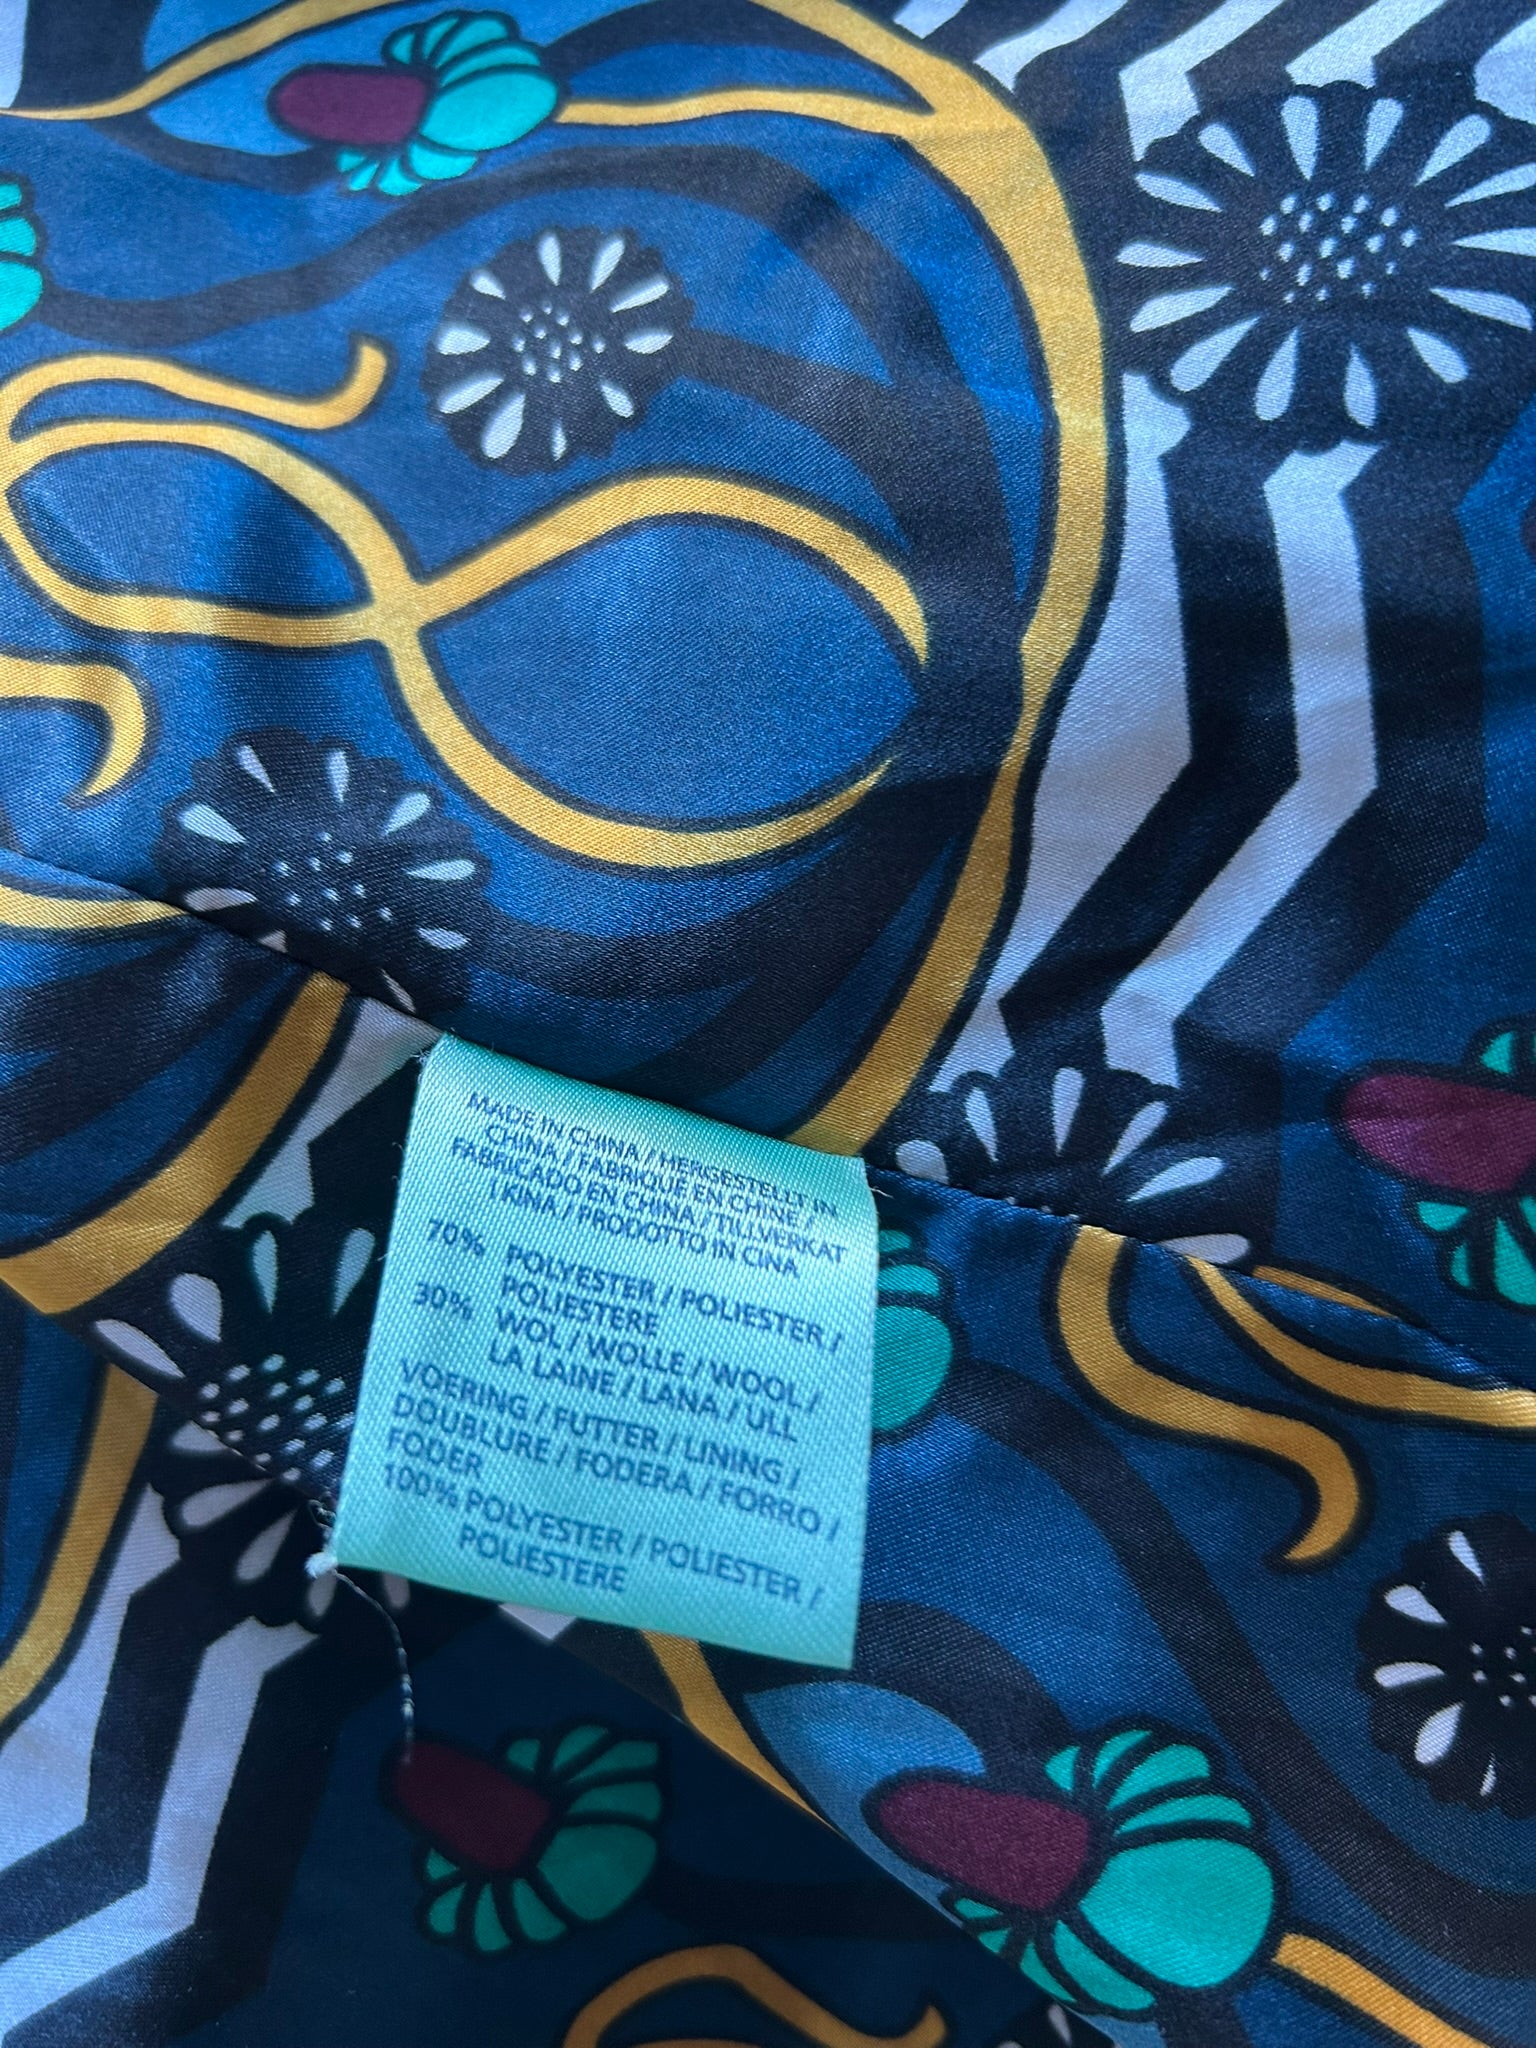 MADE IN CHINA / HERGESTELLT IN
CHINA / FABRIQUE EN CHINE /
FABRICADO EN CHINA / TILLVERKAT
I KINA / PRODOTTO IN CINA
70% POLYESTER / POLIESTER /
POLIESTERE
30% WOL / WOLLE / WOOL /
LA LAINE / LANA / ULL
VOERING / FUTTER / LINING /
DOUBLURE / FODERA / FORRO /
FODER
100% POLYESTER / POLIESTER /
POLIESTERE